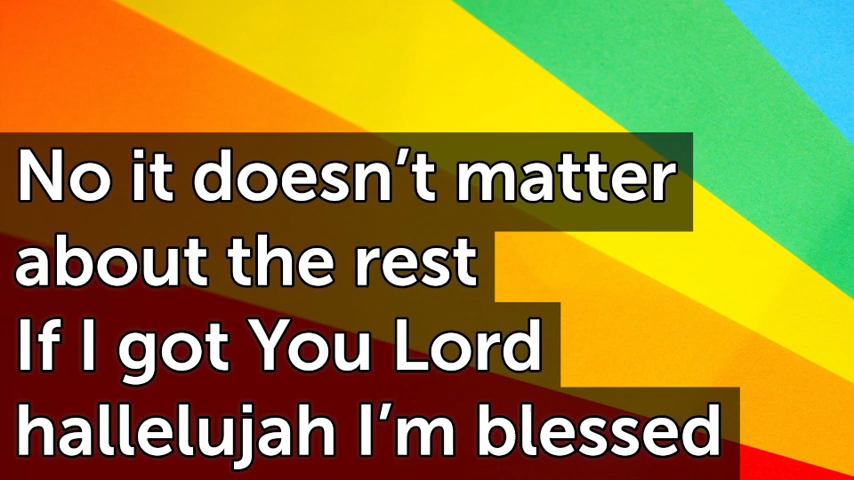 No it doesn’t matter
about the rest
If I got You Lord
hallelujah I’m blessed